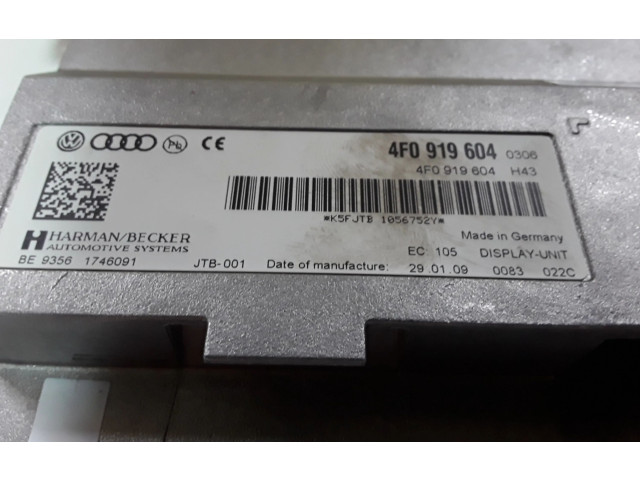 4F0 919 604 0306
4F0 919 604 H43
*K5FJTB 1056752Y*
Made in Germany
HARMAN/BECKER
AUTOMOTIVE SYSTEMS
EC: 105 DISPLAY-UNIT
BE 9356 1746091 JTB-001 Date of manufacture: 29.01.09 0083 022C
Pb
CE